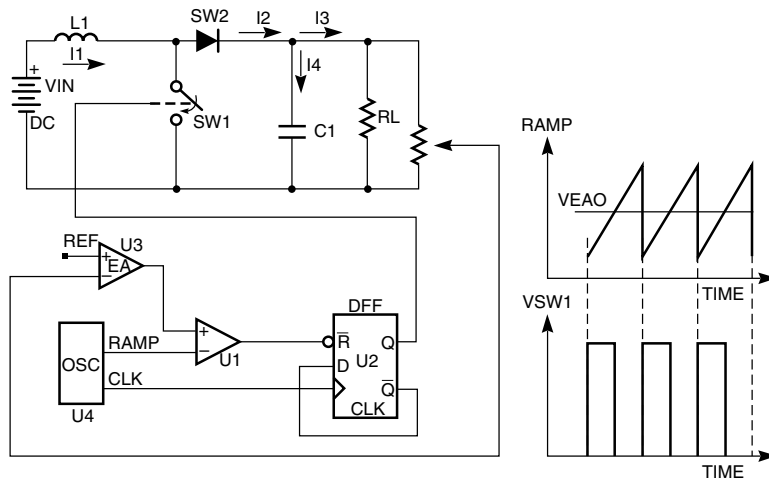 L1
SW2
I2
I3
I1
I4
+
VIN
DC
SW1
C1
RL
REF
U3
+
EA
−
OSC
RAMP
CLK
U4
+
−
U1
DFF
R
Q
D
U2
Q
CLK
RAMP
VEAO
TIME
VSW1
TIME